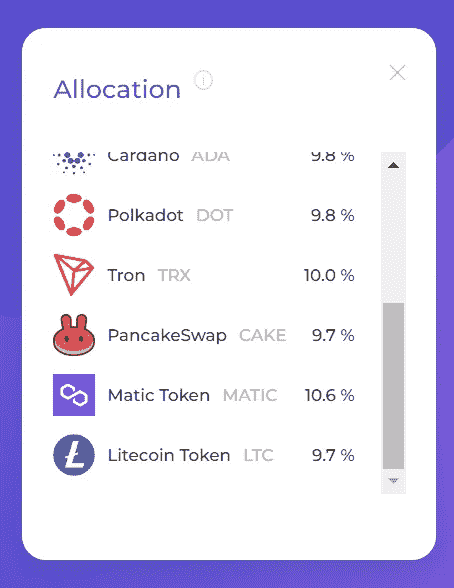 Allocation
Cardano ADA 9.8 %
Polkadot DOT 9.8 %
Tron TRX 10.0 %
PancakeSwap CAKE 9.7 %
Matic Token MATIC 10.6 %
Litecoin Token LTC 9.7 %